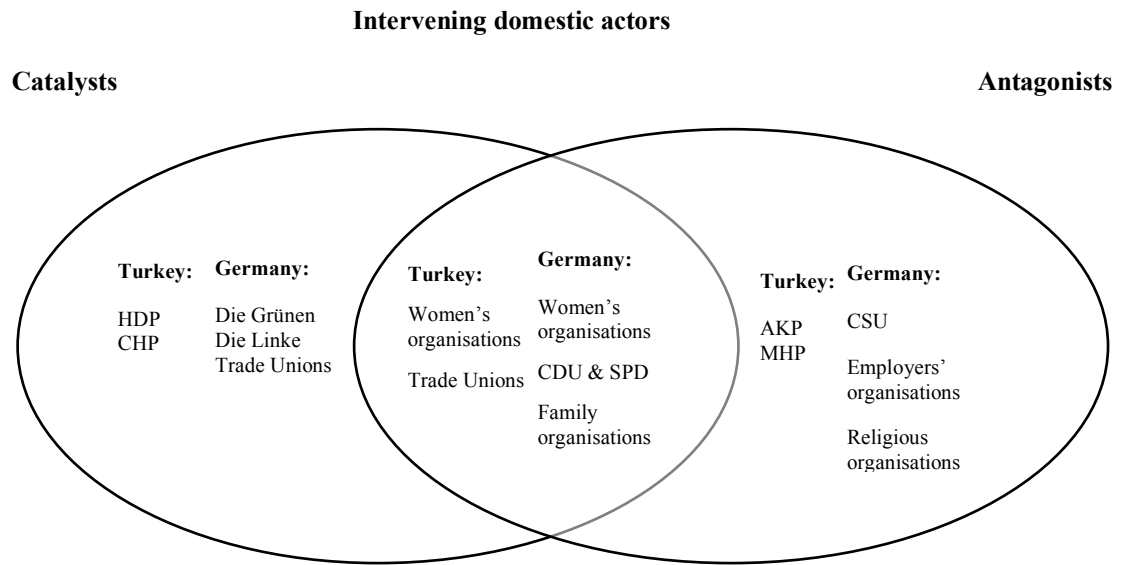 Intervening domestic actors
Catalysts
Antagonists
Turkey:
HDP
CHP
Germany:
Die Grünen
Die Linke
Trade Unions
Turkey:
Women’s
organisations
Trade Unions
Germany:
Women’s
organisations
CDU & SPD
Family
organisations
Turkey:
AKP
MHP
Germany:
CSU
Employers’
organisations
Religious
organisations